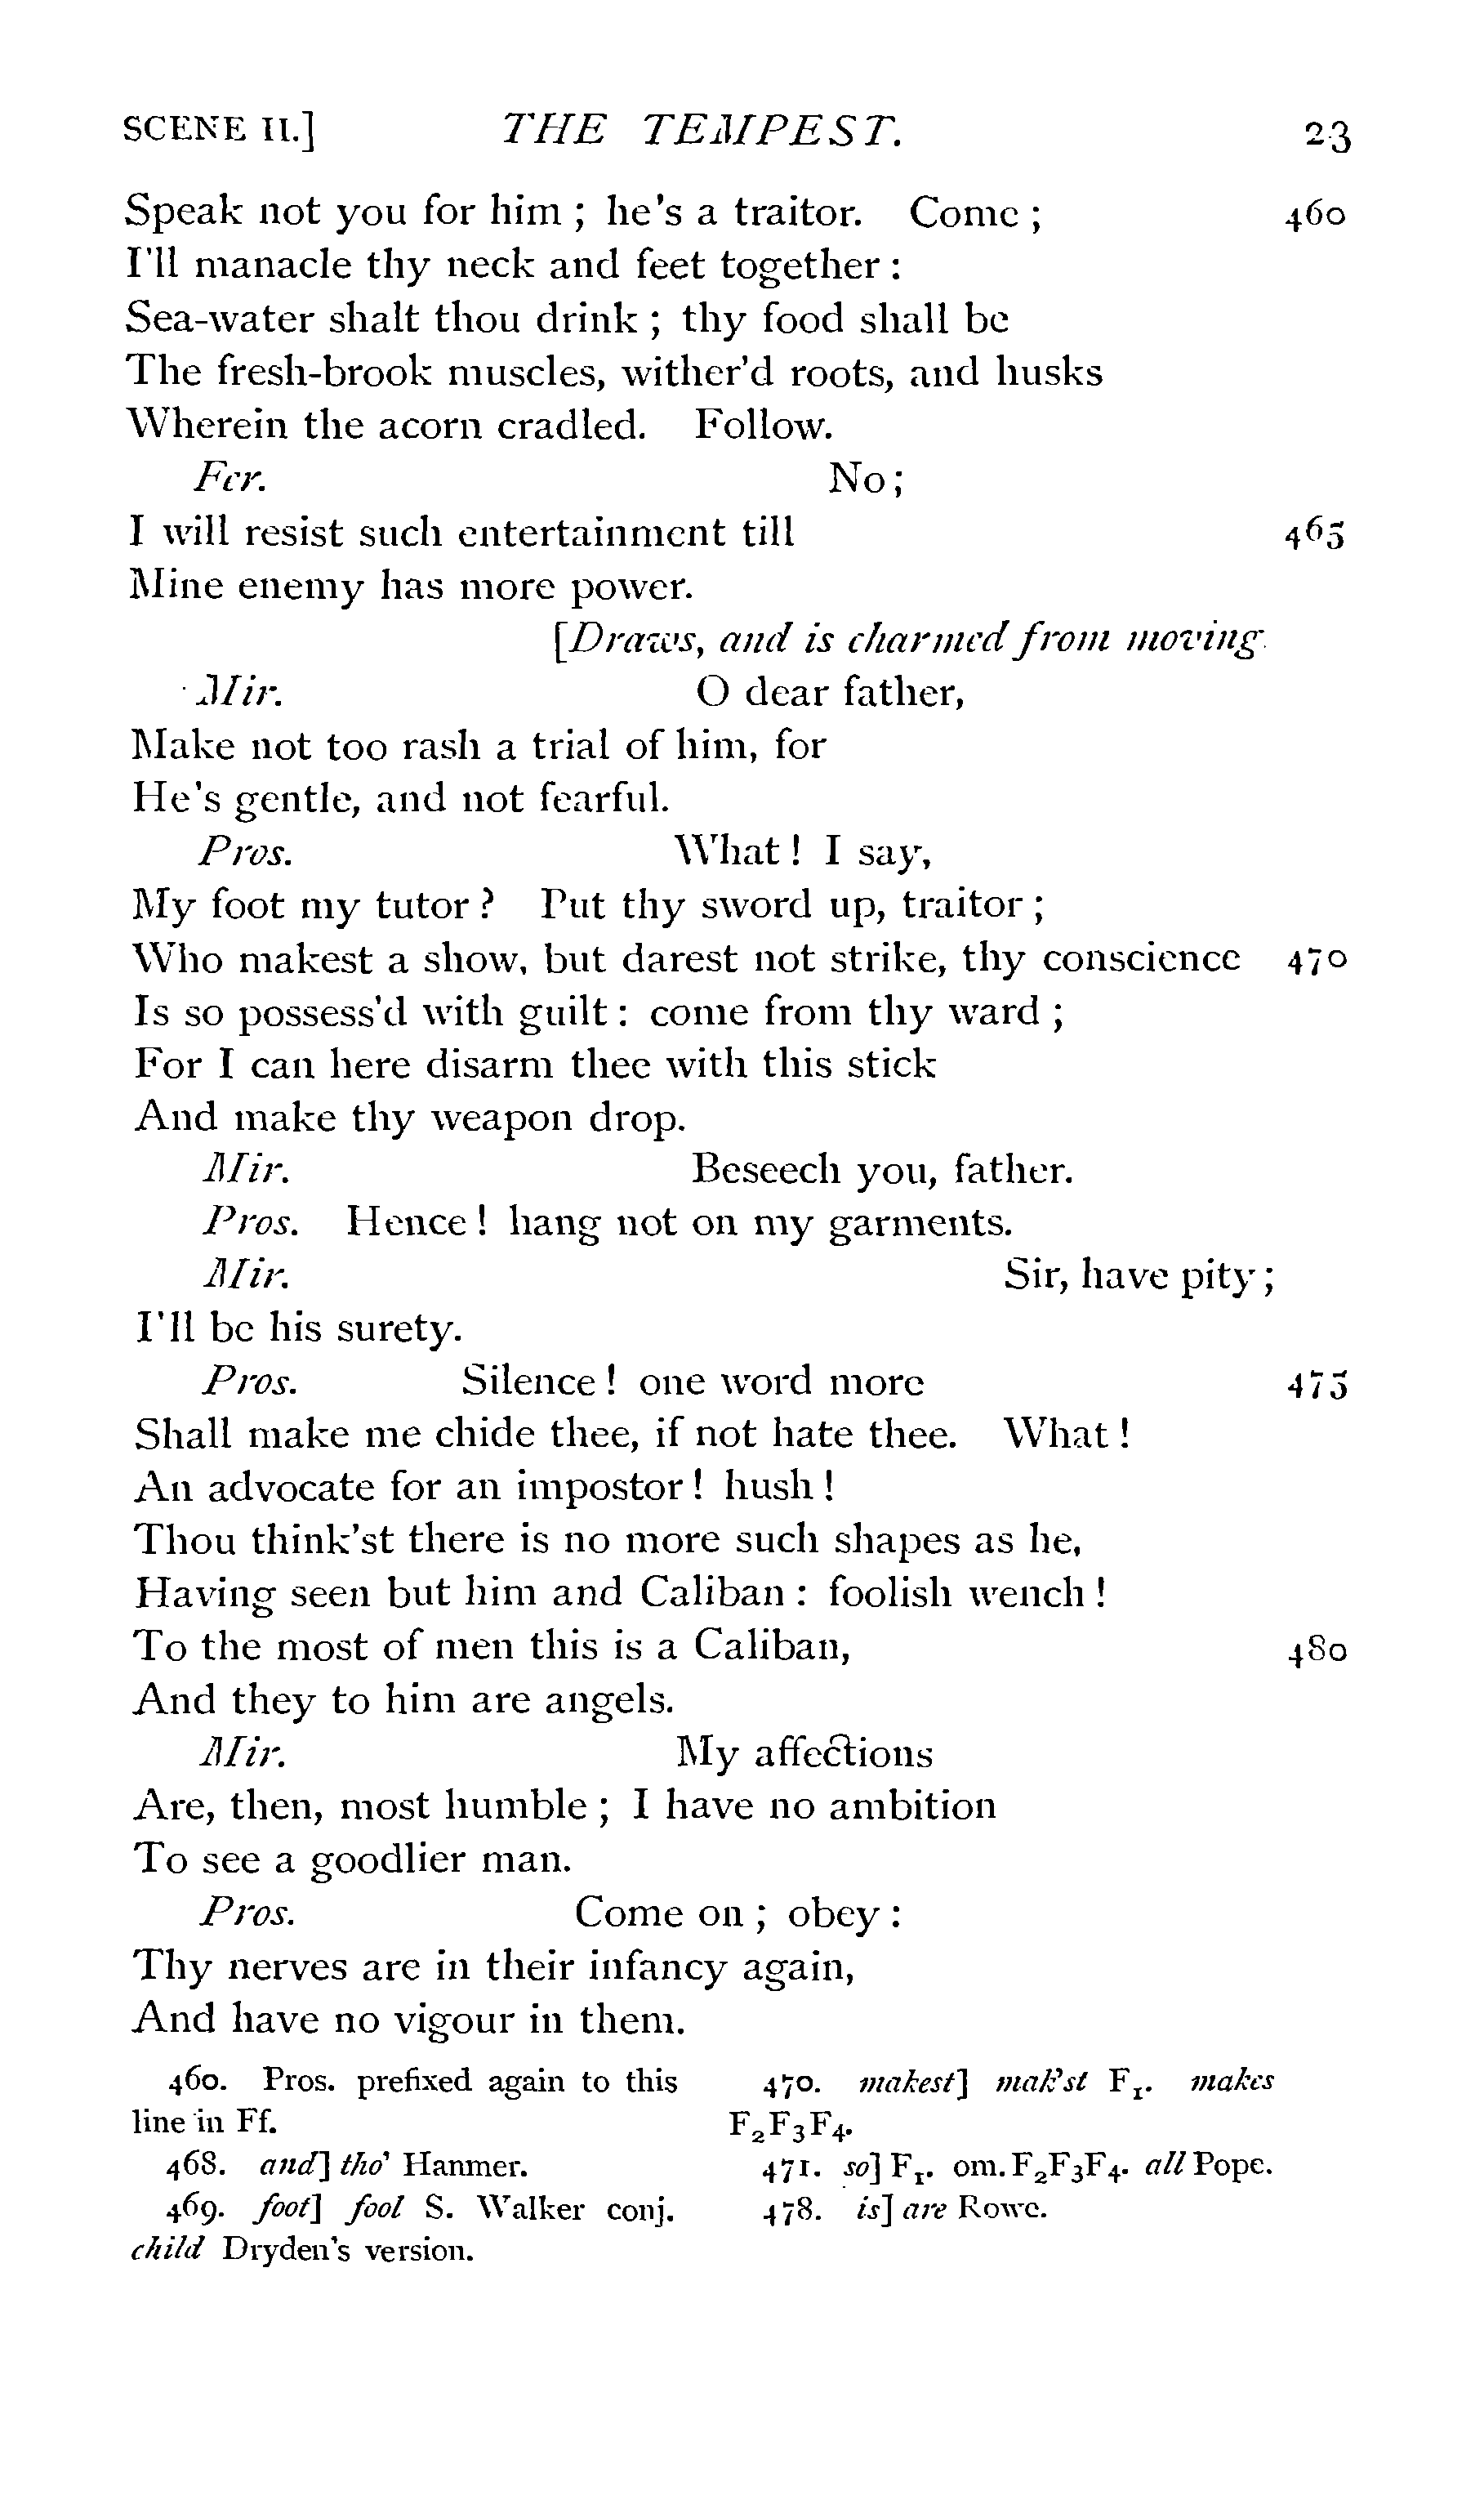 SCENE II.] THE TEMPEST. 23
Speak not you for him ; he's a traitor. Come ; 460
I'll manacle thy neck and feet together :
Sea-water shalt thou drink ; thy food shall be
The fresh-brook muscles, wither'd roots, and husks
Wherein the acorn cradled. Follow.
Fer. No ;
I will resist such entertainment till 465
Mine enemy has more power.
[Draws, and is charmed from moving.
Mir. O dear father,
Make not too rash a trial of him, for
He's gentle, and not fearful.
Pros. What ! I say,
My foot my tutor ? Put thy sword up, traitor ;
Who makest a show, but darest not strike, thy conscience 470
Is so possess'd with guilt : come from thy ward ;
For I can here disarm thee with this stick
And make thy weapon drop.
Mir. Beseech you, father.
Pros. Hence ! hang not on my garments.
Mir. Sir, have pity ;
I'll be his surety.
Pros. Silence ! one word more 475
Shall make me chide thee, if not hate thee. What !
An advocate for an impostor ! hush !
Thou think'st there is no more such shapes as he,
Having seen but him and Caliban : foolish wench !
To the most of men this is a Caliban, 480
And they to him are angels.
Mir. My affections
Are, then, most humble ; I have no ambition
To see a goodlier man.
Pros. Come on ; obey :
Thy nerves are in their infancy again,
And have no vigour in them.
460. Pros. prefixed again to this
line in Ff.
468. and] tho' Hanmer.
469. foot] fool S. Walker conj.
child Dryden's version.
470. makest] mak'st F1. makes
F2F3F4.
471. so] F1. om. F2F3F4. all Pope.
478. is] are Rowe.